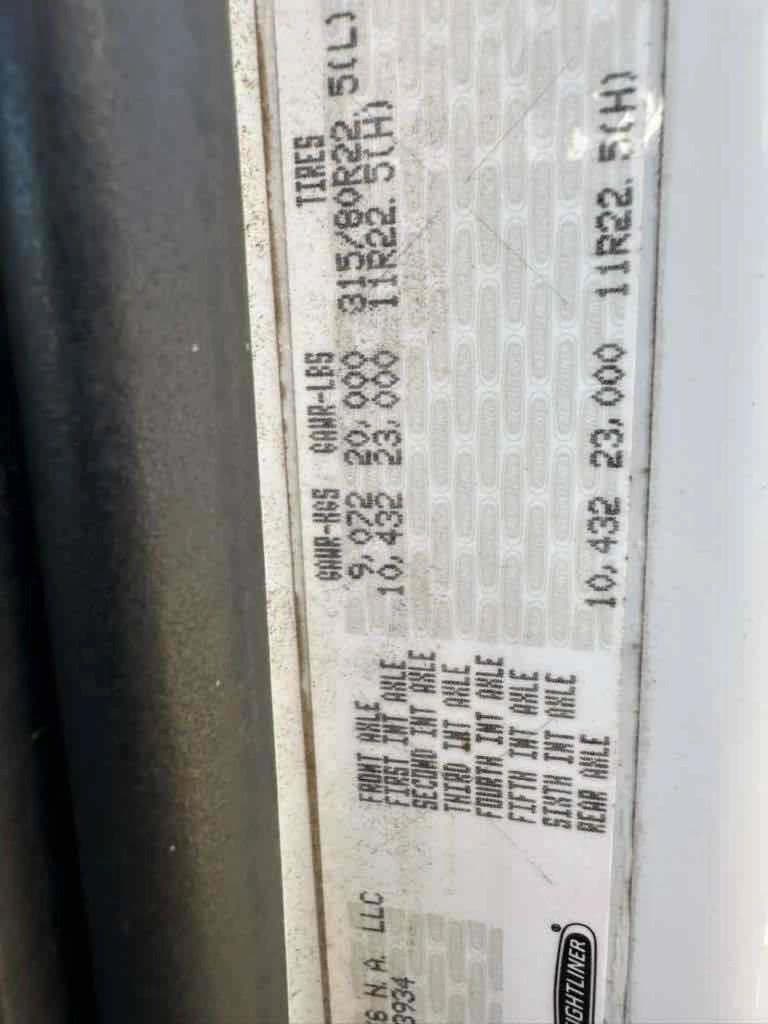 KS N.A. LLC
3934
GAWR-KGS GAWR-LBS TIRES
FRONT AXLE 9,072 20,000 315/80R22.5(L)
FIRST INT AXLE 10,432 23,000 11R22.5(H)
SECOND INT AXLE
THIRD INT AXLE
FOURTH INT AXLE
FIFTH INT AXLE
SIXTH INT AXLE
REAR AXLE 10,432 23,000 11R22.5(H)
IGHTLINER®